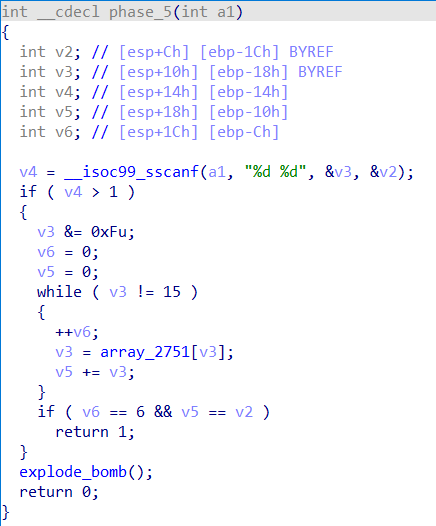 int __cdecl phase_5(int a1)
{
  int v2; // [esp+Ch] [ebp-1Ch] BYREF
  int v3; // [esp+10h] [ebp-18h] BYREF
  int v4; // [esp+14h] [ebp-14h]
  int v5; // [esp+18h] [ebp-10h]
  int v6; // [esp+1Ch] [ebp-Ch]

  v4 = __isoc99_sscanf(a1, "%d %d", &v3, &v2);
  if ( v4 > 1 )
  {
    v3 &= 0xFu;
    v6 = 0;
    v5 = 0;
    while ( v3 != 15 )
    {
      ++v6;
      v3 = array_2751[v3];
      v5 += v3;
    }
    if ( v6 == 6 && v5 == v2 )
      return 1;
  }
  explode_bomb();
  return 0;
}